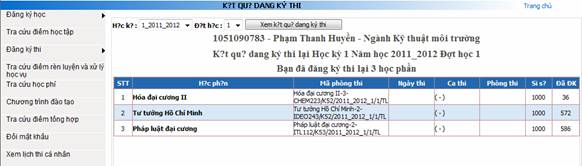 K?T QU? DANG KÝ THI
Trang chủ
Đăng ký học
Tra cứu điểm học tập
Đăng ký thi
Tra cứu điểm rèn luyện và xử lý học vụ
Tra cứu học phí
Chương trình đào tạo
Tra cứu điểm tổng hợp
Đổi mật khẩu
Xem lịch thi cá nhân
H?c k?: 1_2011_2012 Đ?t h?c: 1 Xem k?t qu? dang ký thi
1051090783 - Phạm Thanh Huyền - Ngành Kỹ thuật môi trường
K?t qu? dang ký thi lại Học kỳ 1 Năm học 2011_2012 Đợt học 1
Bạn đã đăng ký thi lại 3 học phần
STT H?c ph?n Mã phòng thi Ngày thi Ca thi Phòng thi Si s? Đã ĐK
1 Hóa đại cương II Hóa đại cương II-3-CHEM223/K52/2011_2012_1/1/TL (-) 1000 36
2 Tư tưởng Hồ Chí Minh Tư tưởng Hồ Chí Minh-2-IDEO243/K52/2011_2012_1/1/TL (-) 1000 572
3 Pháp luật đại cương Pháp luật đại cương-2-ITL112/K53/2011_2012_1/1/TL (-) 1000 586